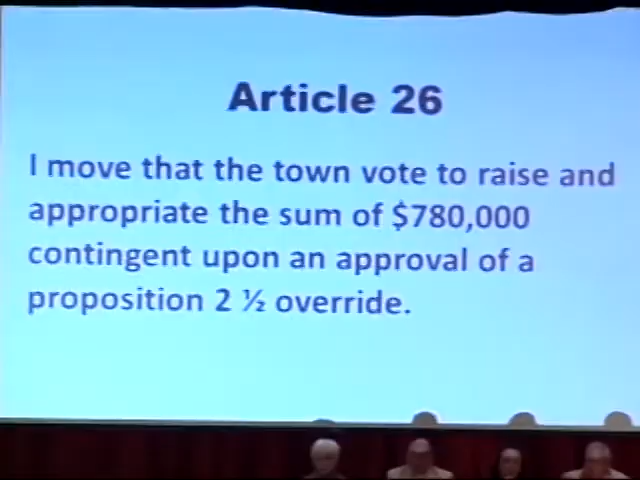 Article 26
I move that the town vote to raise and
appropriate the sum of $780,000
contingent upon an approval of a
proposition 2 ½ override.